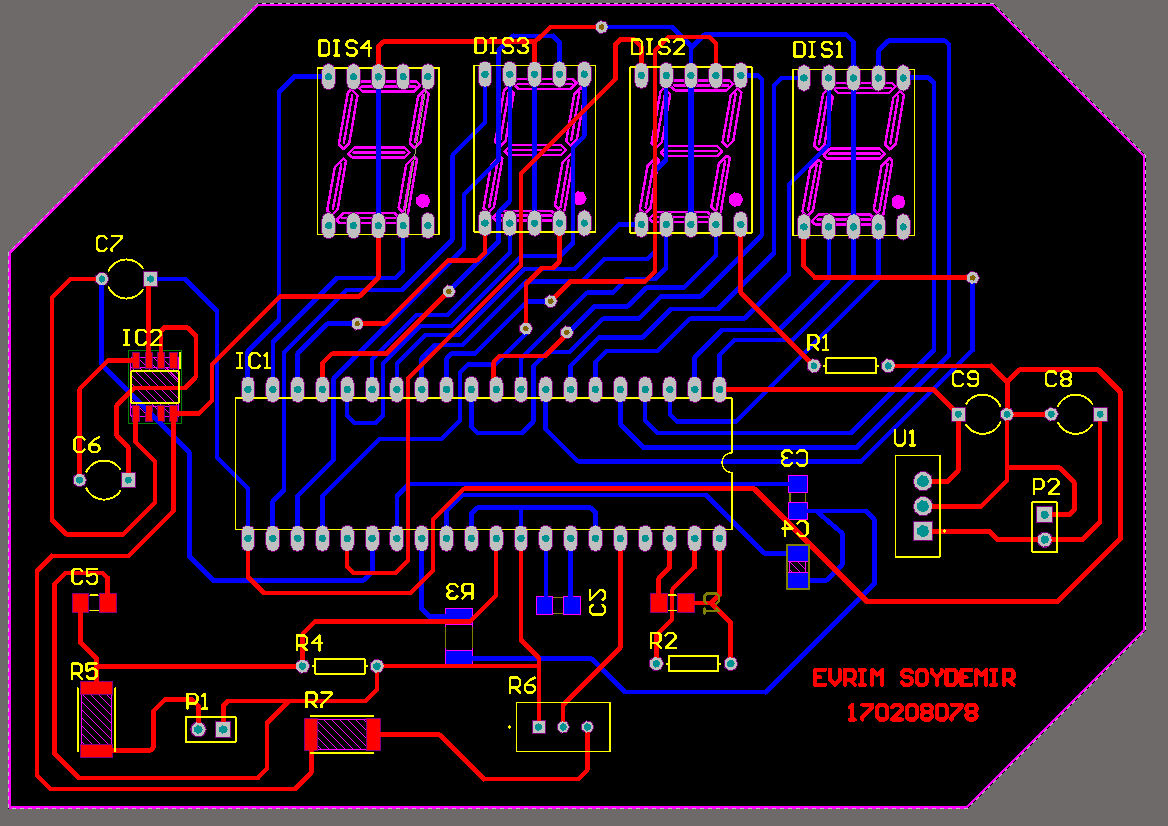 DIS4
DIS3
DIS2
DIS1
C7
IC2
IC1
R1
C9
C8
C6
U1
C3
P2
C4
C5
R3
C2
R4
R2
R5
R6
P1
R7
EVRIM SOYDEMIR
170208078